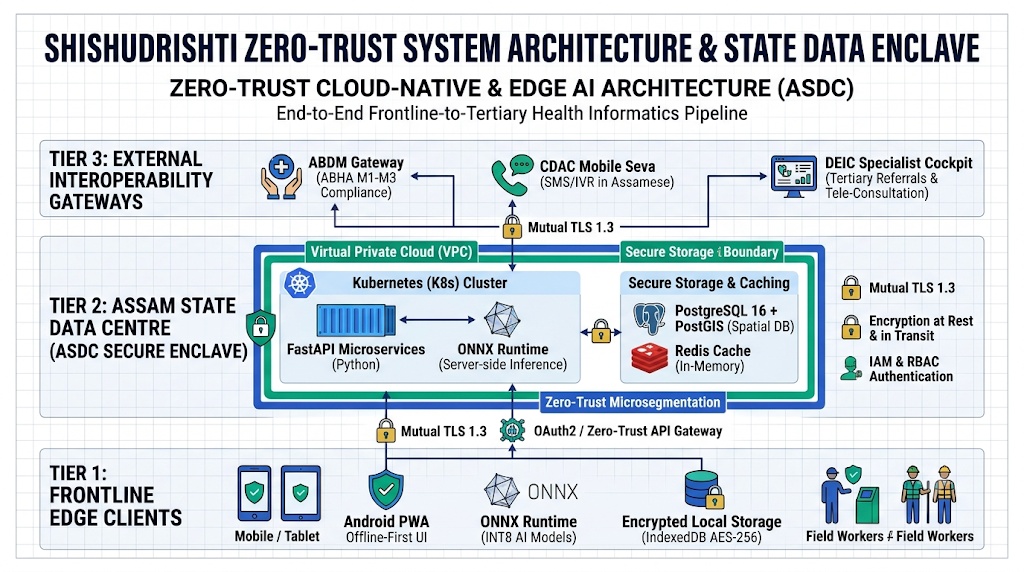 SHISHUDRISHTI ZERO-TRUST SYSTEM ARCHITECTURE & STATE DATA ENCLAVE
ZERO-TRUST CLOUD-NATIVE & EDGE AI ARCHITECTURE (ASDC)
End-to-End Frontline-to-Tertiary Health Informatics Pipeline
TIER 3: EXTERNAL
INTEROPERABILITY
GATEWAYS
ABDM Gateway
(ABHA M1-M3
Compliance)
CDAC Mobile Seva
(SMS/IVR in Assamese)
DEIC Specialist Cockpit
(Tertiary Referrals &
Tele-Consultation)
Mutual TLS 1.3
TIER 2: ASSAM STATE
DATA CENTRE
(ASDC SECURE ENCLAVE)
Virtual Private Cloud (VPC)
Secure Storage Boundary
Kubernetes (K8s) Cluster
FastAPI Microservices
(Python)
ONNX Runtime
(Server-side Inference)
Secure Storage & Caching
PostgreSQL 16 +
PostGIS (Spatial DB)
Redis Cache
(In-Memory)
Zero-Trust Microsegmentation
Mutual TLS 1.3
Encryption at Rest
& in Transit
IAM & RBAC
Authentication
Mutual TLS 1.3
OAuth2 / Zero-Trust API Gateway
TIER 1:
FRONTLINE
EDGE CLIENTS
Mobile / Tablet
Android PWA
Offline-First UI
ONNX
ONNX Runtime
(INT8 AI Models)
Encrypted Local Storage
(IndexedDB AES-256)
Field Workers Field Workers